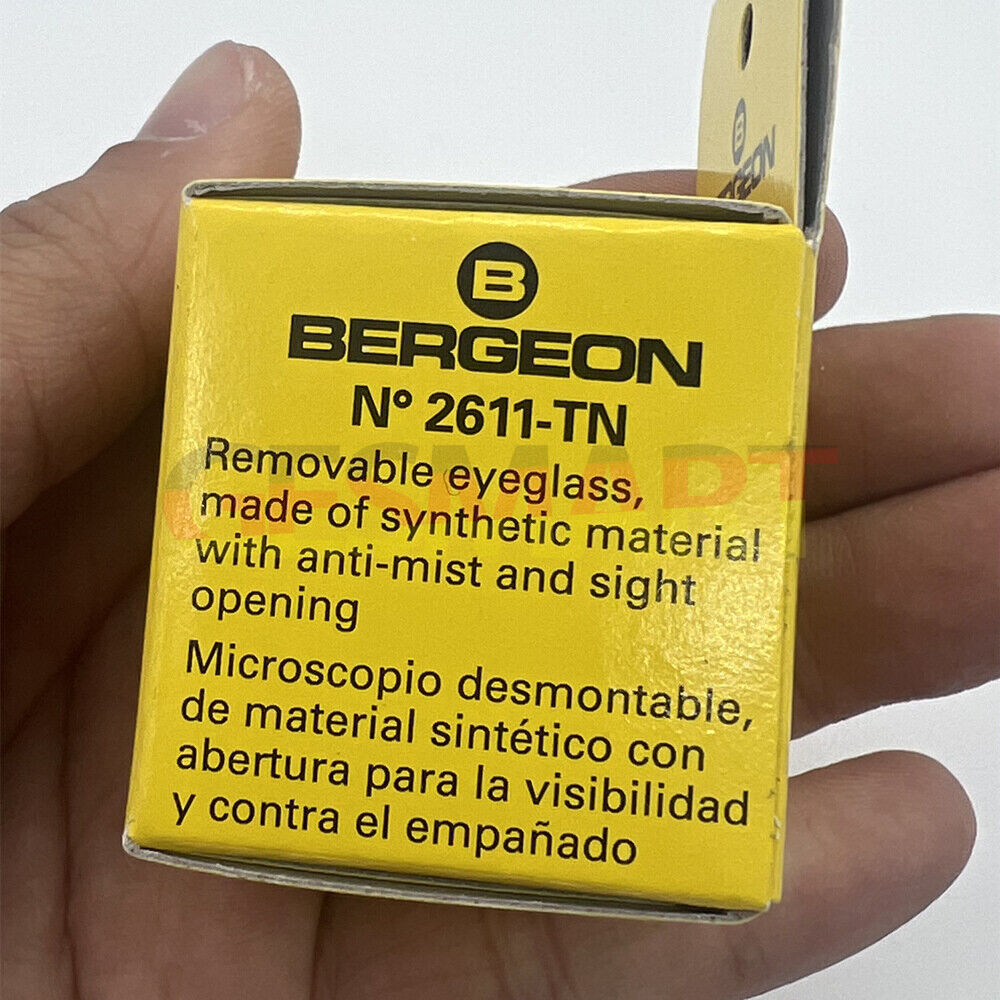 B
BERGEON
B
BERGEON
N° 2611-TN
Removable eyeglass,
made of synthetic material
with anti-mist and sight
opening
Microscopio desmontable,
de material sintético con
abertura para la visibilidad
y contra el empañado